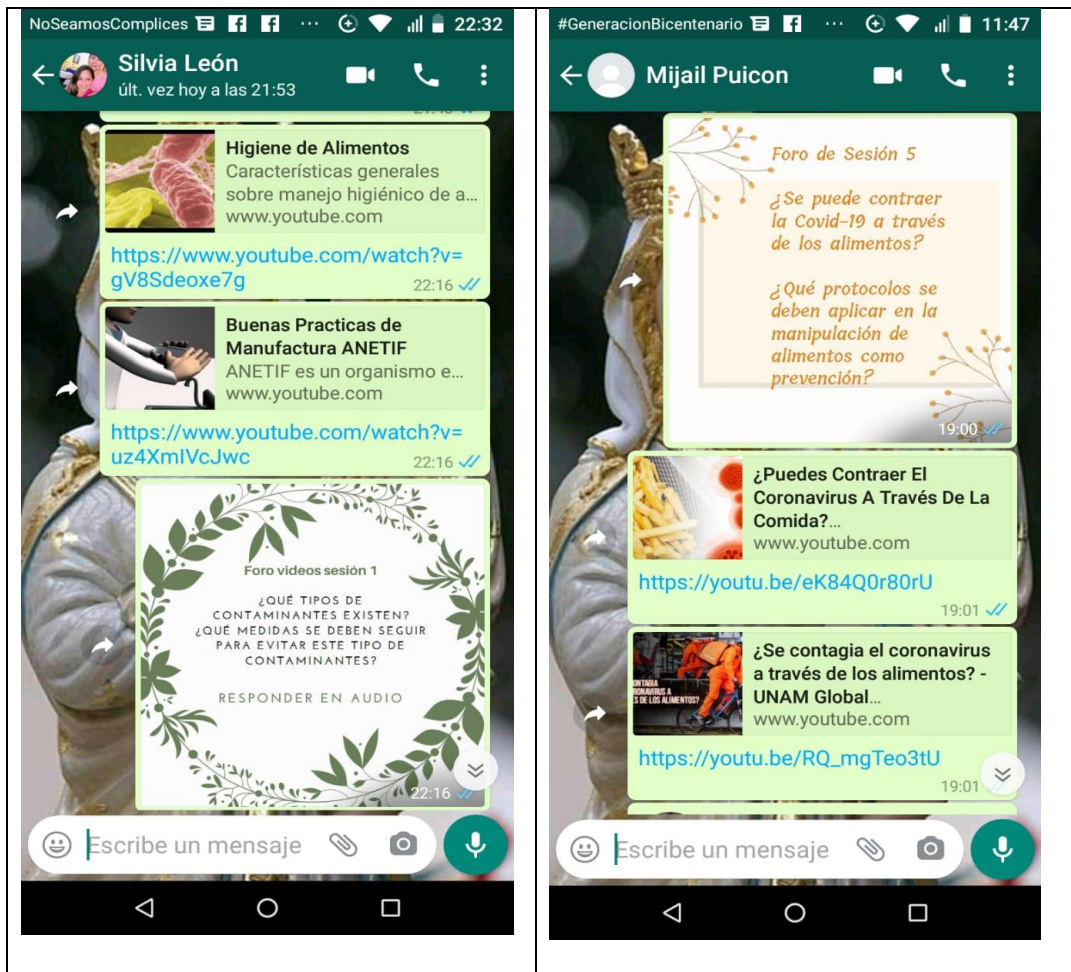 NoSeamosComplices
22:32
Silvia León
últ. vez hoy a las 21:53
Higiene de Alimentos
Características generales
sobre manejo higiénico de a...
www.youtube.com
https://www.youtube.com/watch?v=
gV8Sdeoxe7g
22:16
Buenas Practicas de
Manufactura ANETIF
ANETIF es un organismo e...
www.youtube.com
https://www.youtube.com/watch?v=
uz4XmIVcJwc
22:16
Foro videos sesión 1
¿QUÉ TIPOS DE
CONTAMINANTES EXISTEN?
¿QUÉ MEDIDAS SE DEBEN SEGUIR
PARA EVITAR ESTE TIPO DE
CONTAMINANTES?
RESPONDER EN AUDIO
22:16
Escribe un mensaje
#GeneracionBicentenario
11:47
Mijail Puicon
Foro de Sesión 5
¿Se puede contraer
la Covid-19 a través
de los alimentos?
¿Qué protocolos se
deben aplicar en la
manipulación de
alimentos como
prevención?
19:00
¿Puedes Contraer El
Coronavirus A Través De La
Comida?...
www.youtube.com
https://youtu.be/eK84Q0r80rU
19:01
¿Se contagia el coronavirus
a través de los alimentos? -
UNAM Global...
www.youtube.com
https://youtu.be/RQ_mgTeo3tU
19:01
Escribe un mensaje